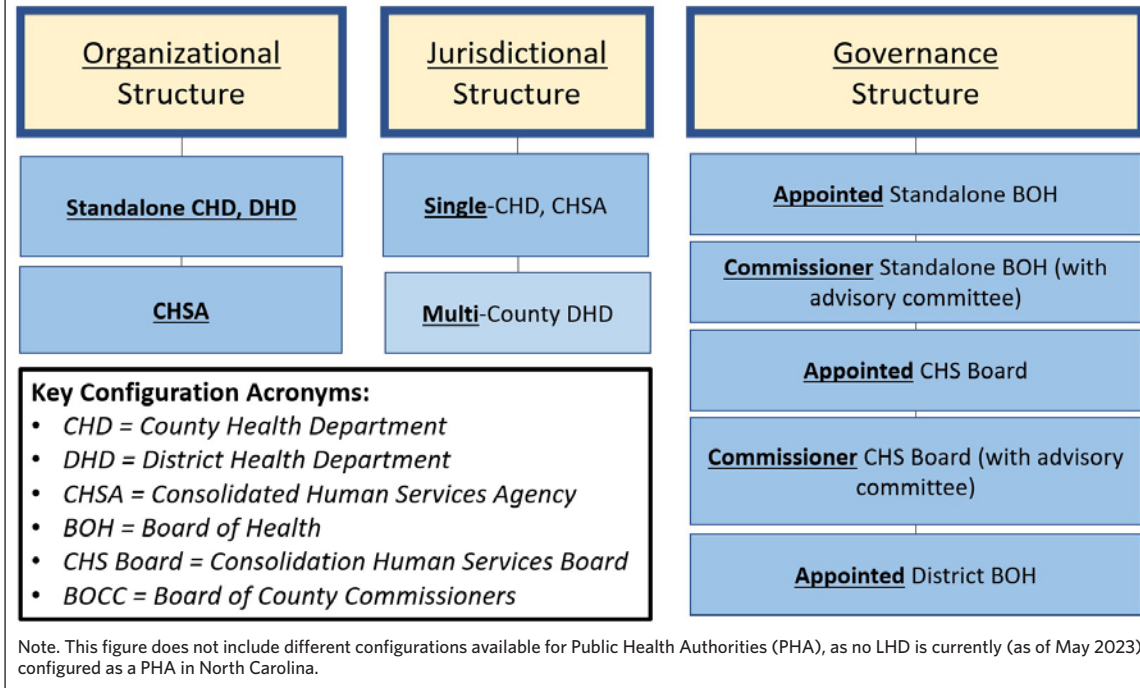 Organizational
Structure
Standalone CHD, DHD
CHSA
Jurisdictional
Structure
Single-CHD, CHSA
Multi-County DHD
Governance
Structure
Appointed Standalone BOH
Commissioner Standalone BOH (with
advisory committee)
Appointed CHS Board
Commissioner CHS Board (with advisory
committee)
Appointed District BOH
Key Configuration Acronyms:
• CHD = County Health Department
• DHD = District Health Department
• CHSA = Consolidated Human Services Agency
• BOH = Board of Health
• CHS Board = Consolidation Human Services Board
• BOCC = Board of County Commissioners
Note. This figure does not include different configurations available for Public Health Authorities (PHA), as no LHD is currently (as of May 2023)
configured as a PHA in North Carolina.